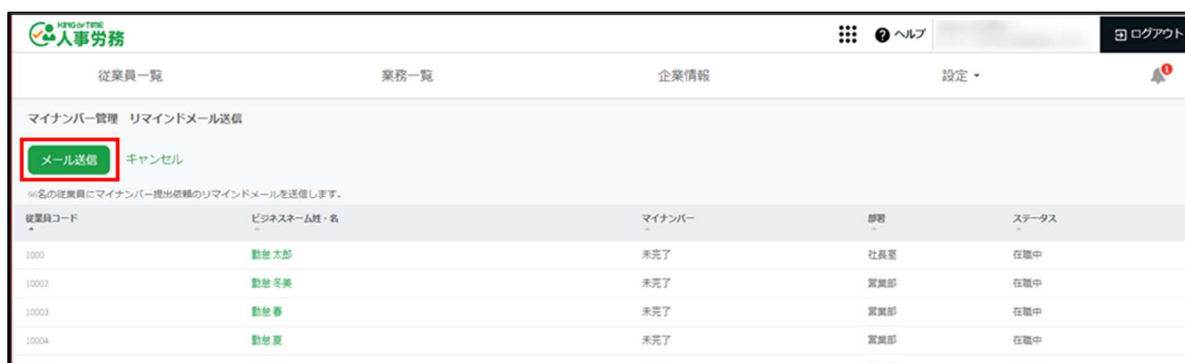 KING OF TIME
人事労務
ヘルプ
ログアウト
従業員一覧
業務一覧
企業情報
設定
1
マイナンバー管理 リマインドメール送信
メール送信 キャンセル
96名の従業員にマイナンバー提出依頼のリマインドメールを送信します。
従業員コード ビジネスネーム姓・名 マイナンバー 部署 ステータス
1000 勤怠 太郎 未完了 社長室 在職中
10002 勤怠 冬美 未完了 営業部 在職中
10003 勤怠 春 未完了 営業部 在職中
10004 勤怠 夏 未完了 営業部 在職中